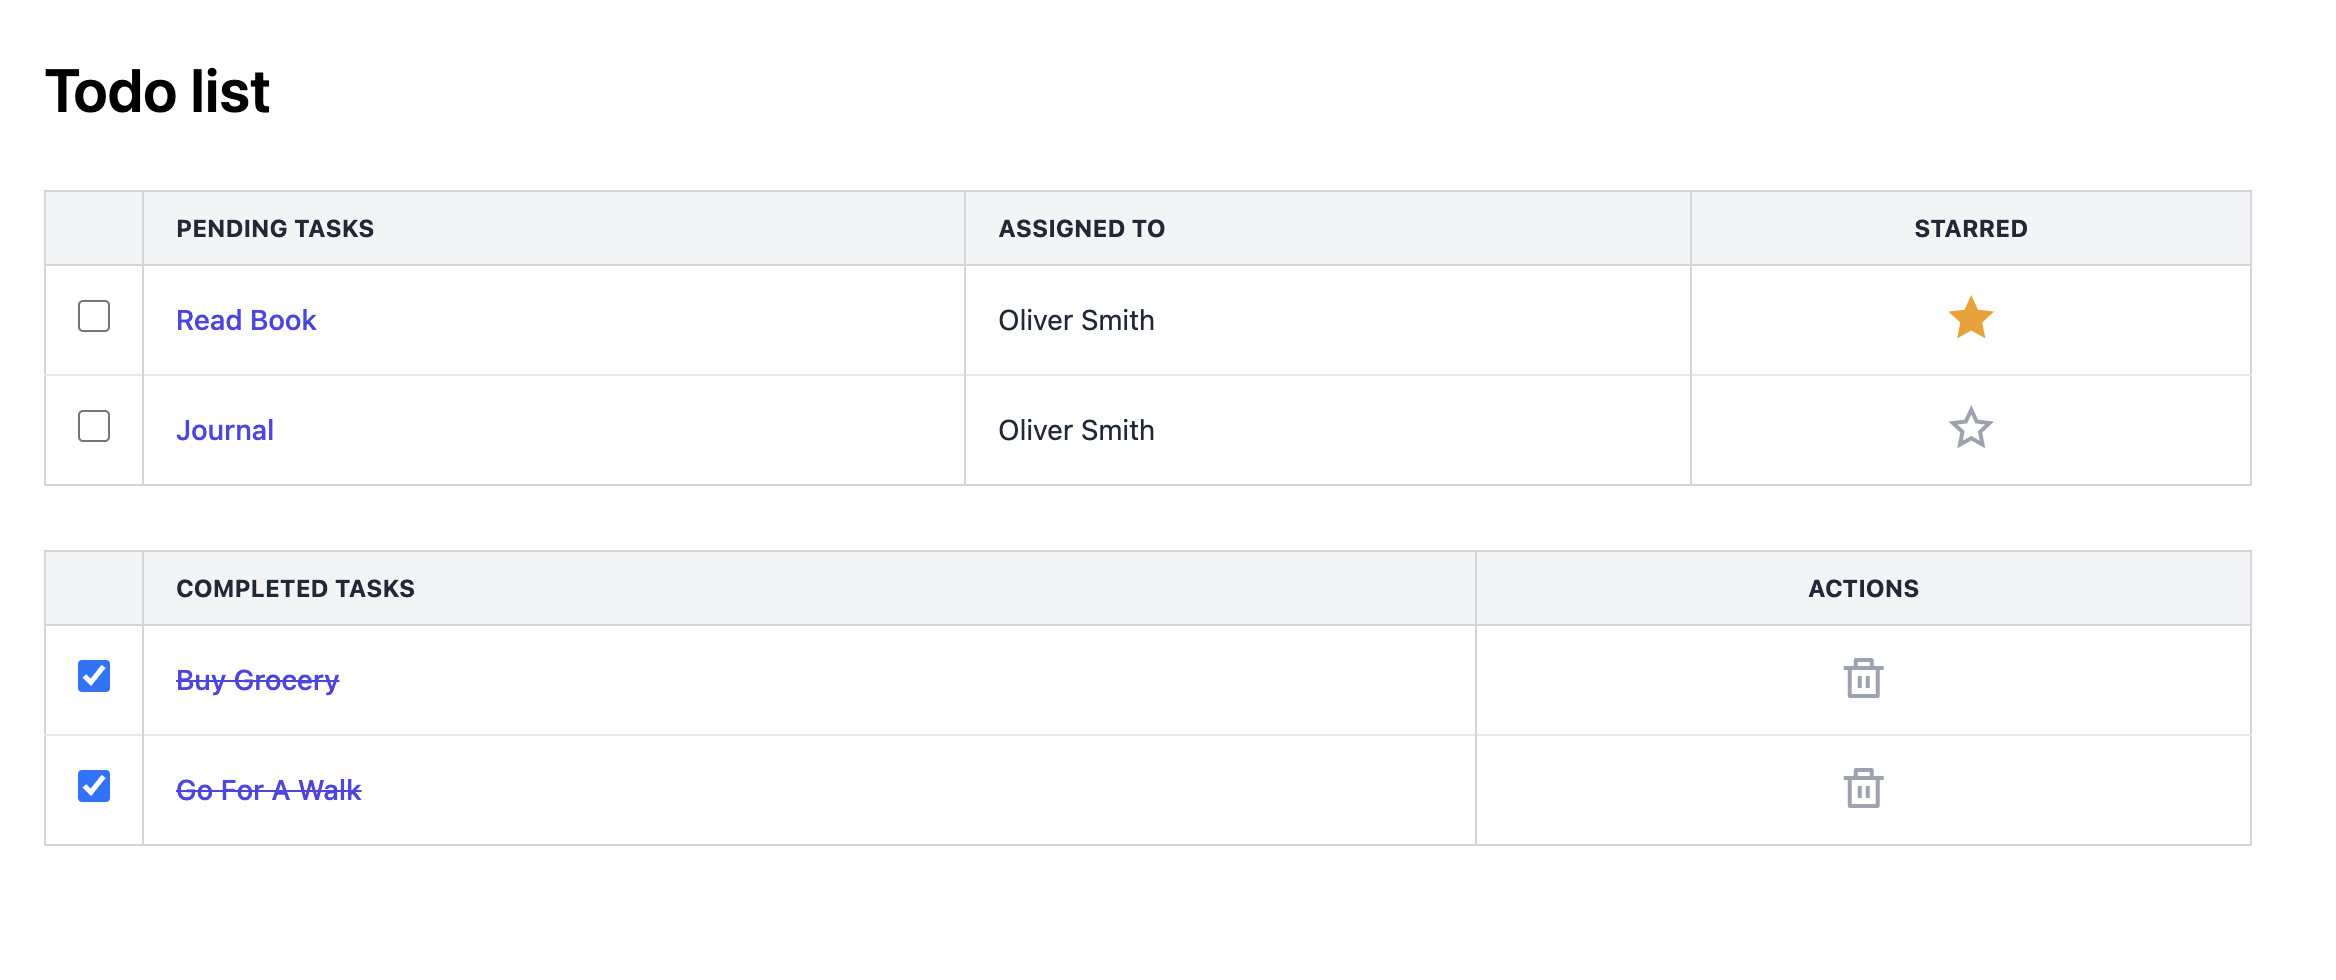 Todo list
PENDING TASKS ASSIGNED TO STARRED
Read Book Oliver Smith
Journal Oliver Smith
COMPLETED TASKS ACTIONS
Buy Grocery
Go For A Walk